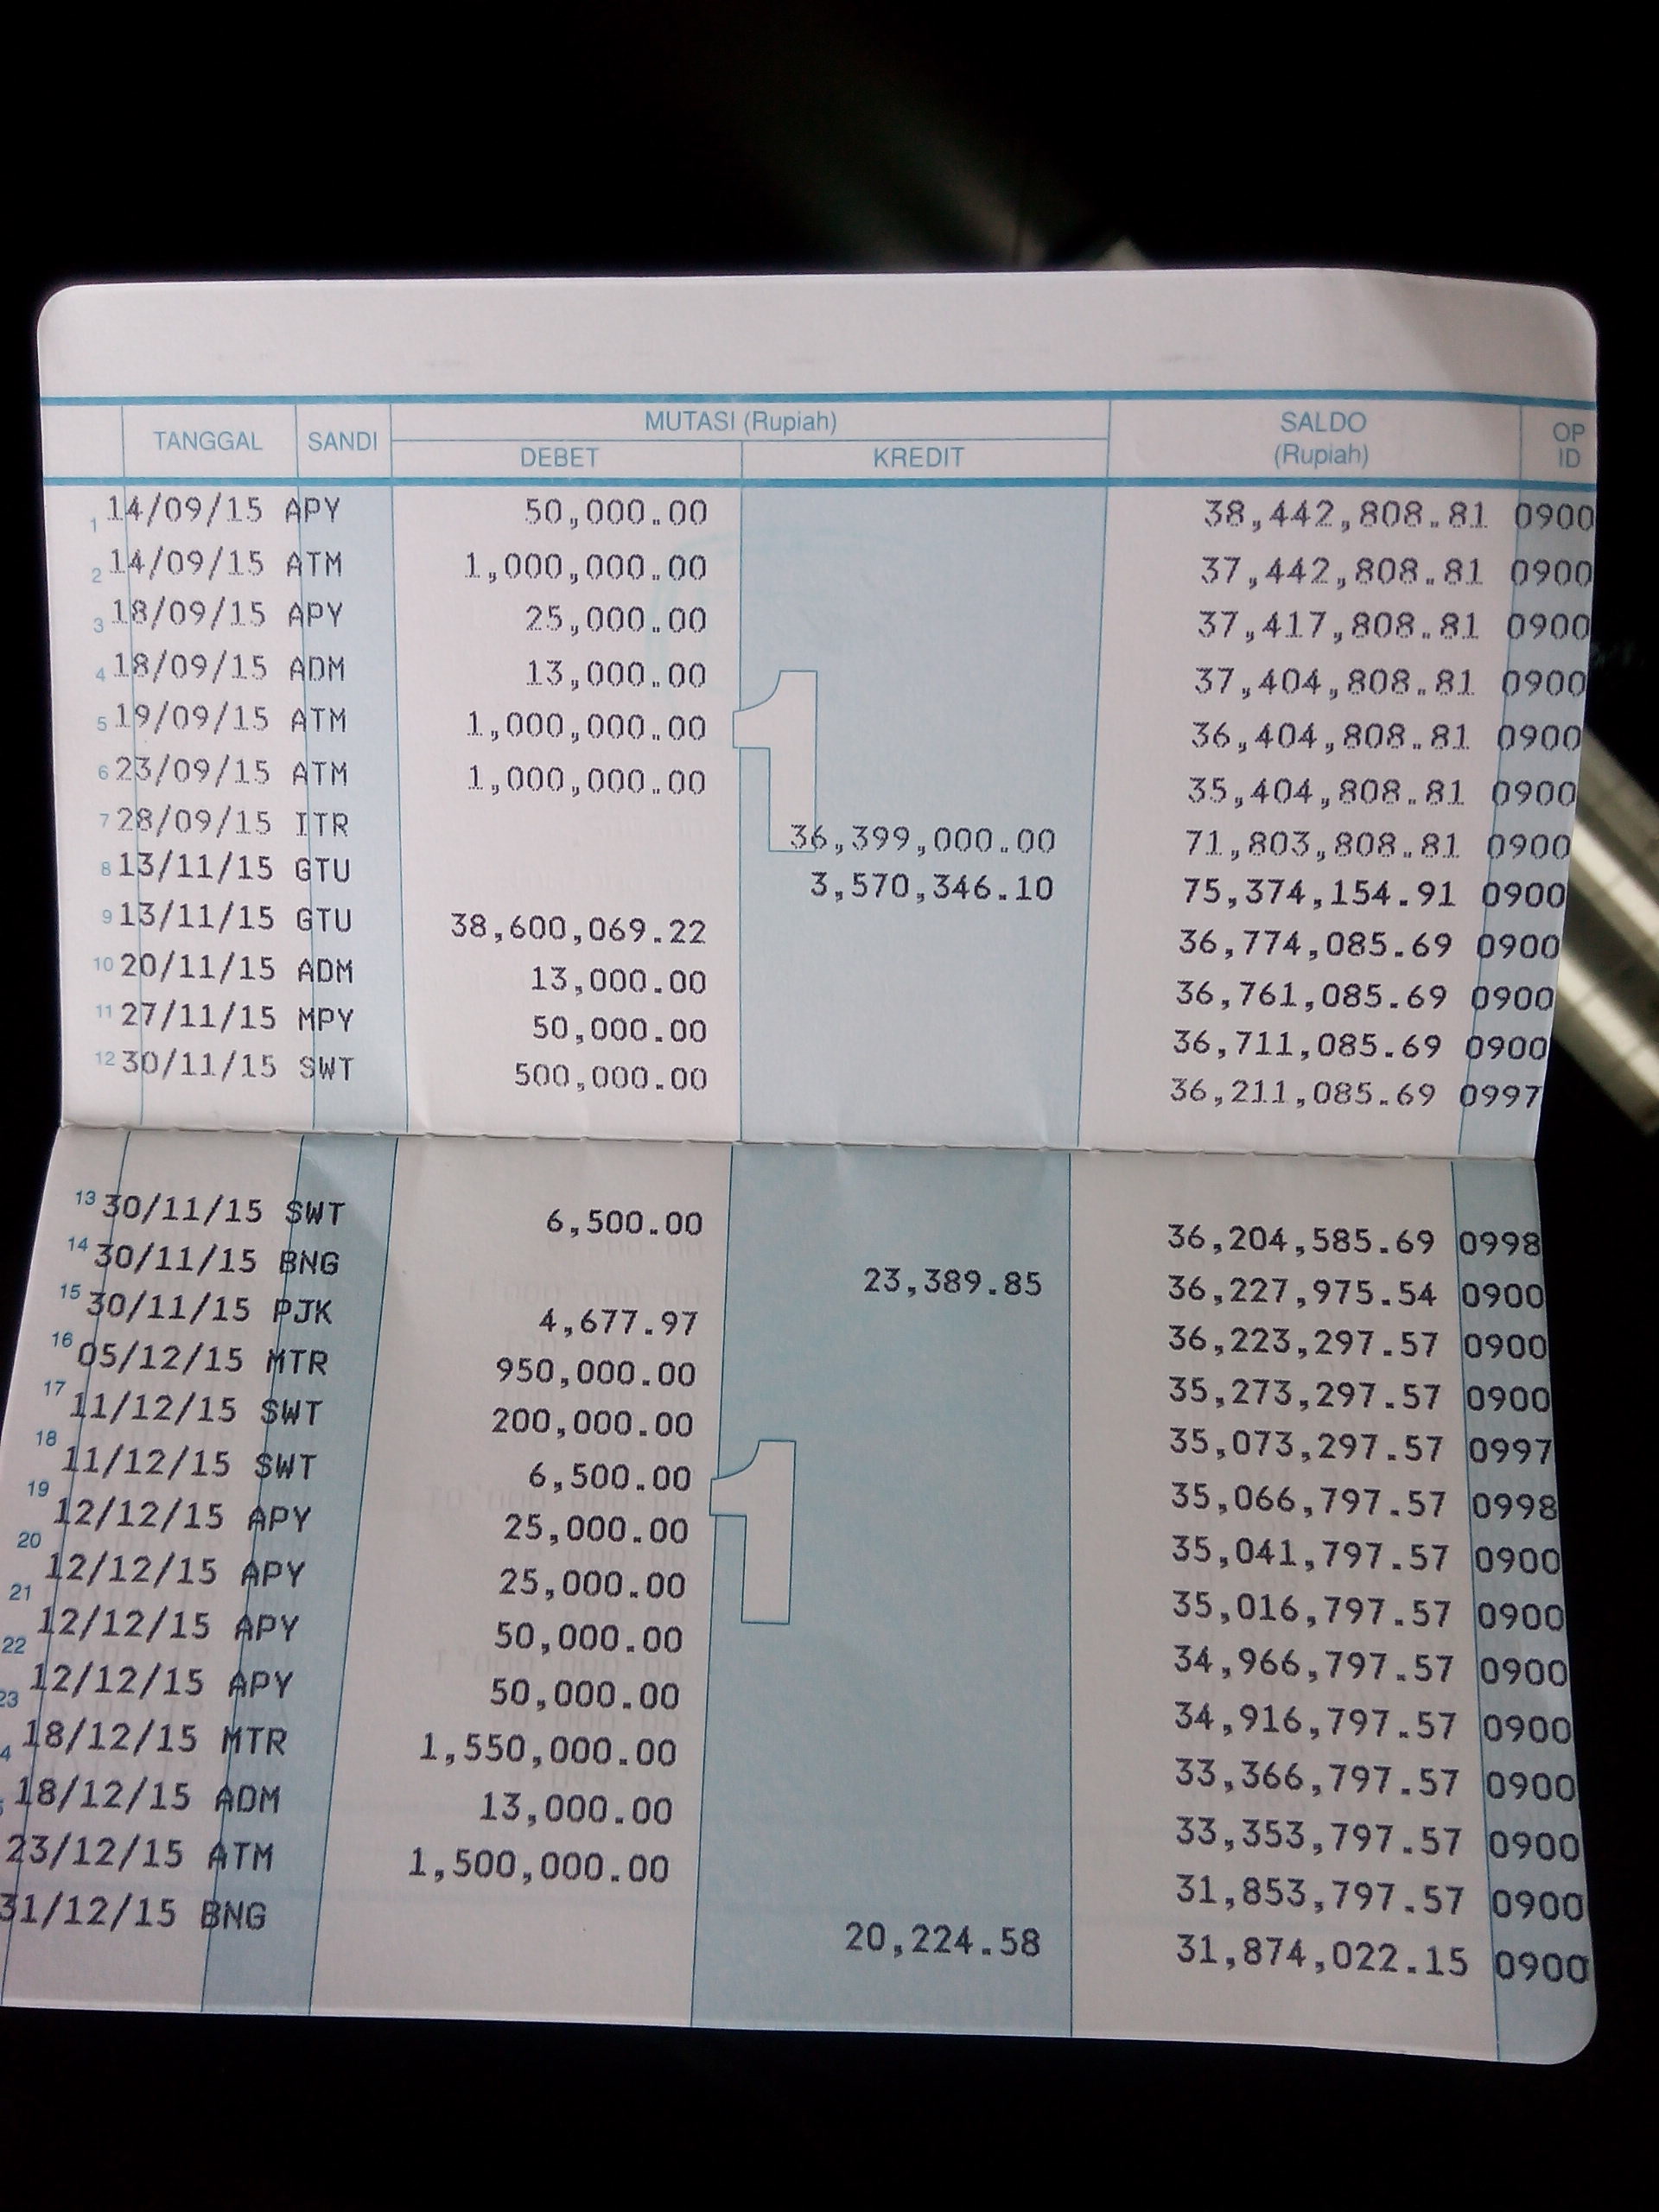 TANGGAL SANDI MUTASI (Rupiah) SALDO (Rupiah) OP ID
DEBET KREDIT
1 14/09/15 APY 50,000.00 38,442,808.81 0900
2 14/09/15 ATM 1,000,000.00 37,442,808.81 0900
3 18/09/15 APY 25,000.00 37,417,808.81 0900
4 18/09/15 ADM 13,000.00 37,404,808.81 0900
5 19/09/15 ATM 1,000,000.00 36,404,808.81 0900
6 23/09/15 ATM 1,000,000.00 35,404,808.81 0900
7 28/09/15 ITR 36,399,000.00 71,803,808.81 0900
8 13/11/15 GTU 3,570,346.10 75,374,154.91 0900
9 13/11/15 GTU 38,600,069.22 36,774,085.69 0900
10 20/11/15 ADM 13,000.00 36,761,085.69 0900
11 27/11/15 MPY 50,000.00 36,711,085.69 0900
12 30/11/15 SWT 500,000.00 36,211,085.69 0997
1
13 30/11/15 SWT 6,500.00 36,204,585.69 0998
14 30/11/15 BNG 23,389.85 36,227,975.54 0900
15 30/11/15 PJK 4,677.97 36,223,297.57 0900
16 05/12/15 MTR 950,000.00 35,273,297.57 0900
17 11/12/15 SWT 200,000.00 35,073,297.57 0997
18 11/12/15 SWT 6,500.00 35,066,797.57 0998
19 12/12/15 APY 25,000.00 35,041,797.57 0900
20 12/12/15 APY 25,000.00 35,016,797.57 0900
21 12/12/15 APY 50,000.00 34,966,797.57 0900
22 12/12/15 APY 50,000.00 34,916,797.57 0900
23 18/12/15 MTR 1,550,000.00 33,366,797.57 0900
4 18/12/15 ADM 13,000.00 33,353,797.57 0900
23/12/15 ATM 1,500,000.00 31,853,797.57 0900
31/12/15 BNG 20,224.58 31,874,022.15 0900
1